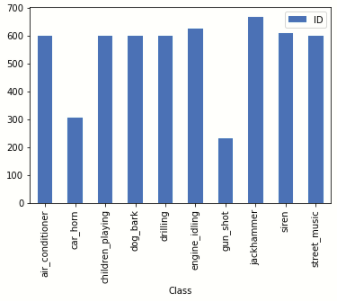 700
600
500
400
300
200
100
0
ID
air_conditioner
car_horn
children_playing
dog_bark
drilling
engine_idling
gun_shot
jackhammer
siren
street_music
Class